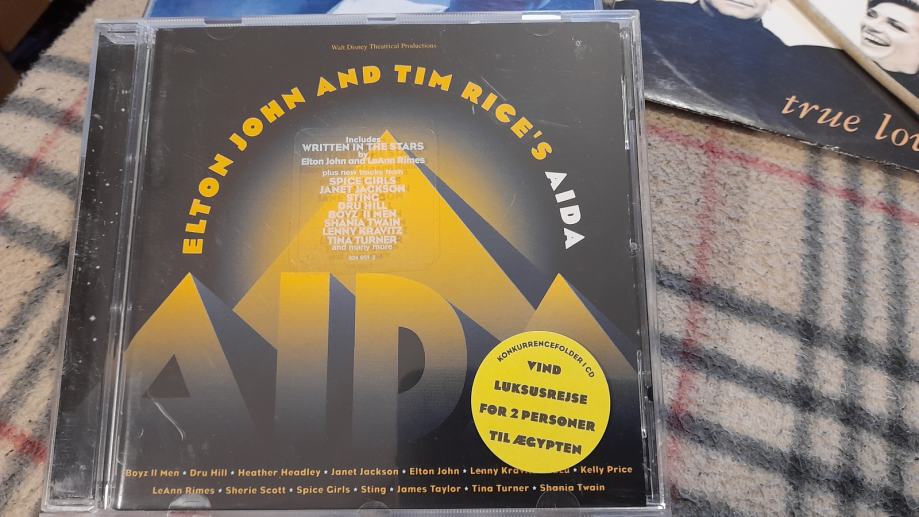 Walt Disney Theatrical Productions
ELTON JOHN AND TIM RICE'S AIDA
Includes
WRITTEN IN THE STARS
by
Elton John and LeAnn Rimes
plus new tracks from
SPICE GIRLS
JANET JACKSON
STING
DRU HILL
BOYZ II MEN
SHANIA TWAIN
LENNY KRAVITZ
TINA TURNER
and many more
524 651-2
AIDA
KONKURRENCEFOLDER I CD
VIND
LUKSUSREJSE
FOR 2 PERSONER
TIL ÆGYPTEN
Boyz II Men • Dru Hill • Heather Headley • Janet Jackson • Elton John • Lenny • Kelly Price
LeAnn Rimes • Sherie Scott • Spice Girls • Sting • James Taylor • Tina Turner • Shania Twain
true